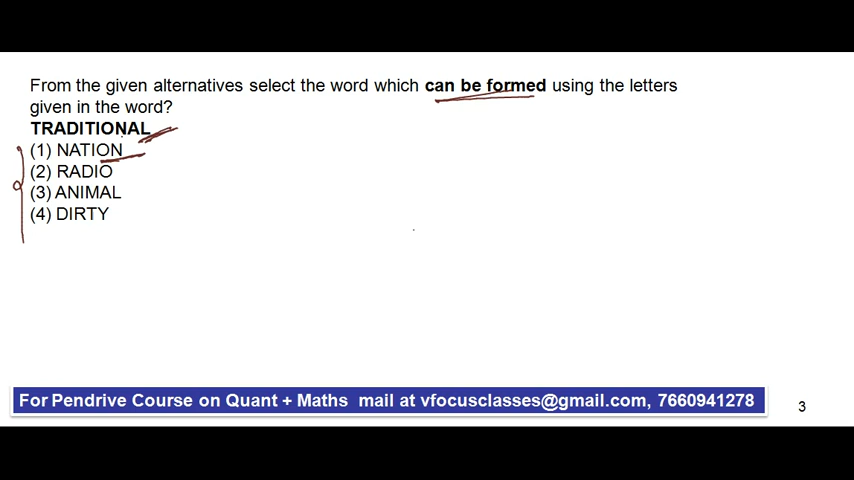 From the given alternatives select the word which can be formed using the letters
given in the word?
TRADITIONAL
(1) NATION
(2) RADIO
(3) ANIMAL
(4) DIRTY
For Pendrive Course on Quant + Maths mail at vfocusclasses@gmail.com, 7660941278
3